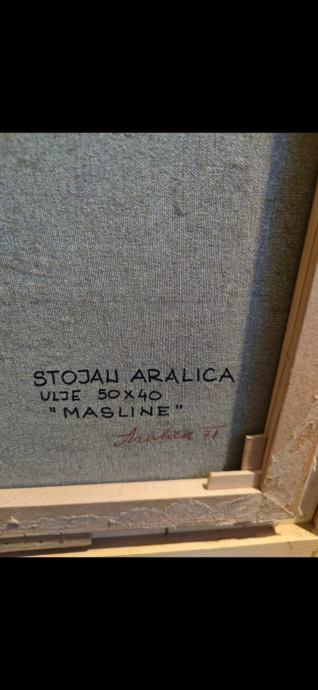 STOJAN ARALICA
ULJE 50X40
"MASLINE"
Aralica 71